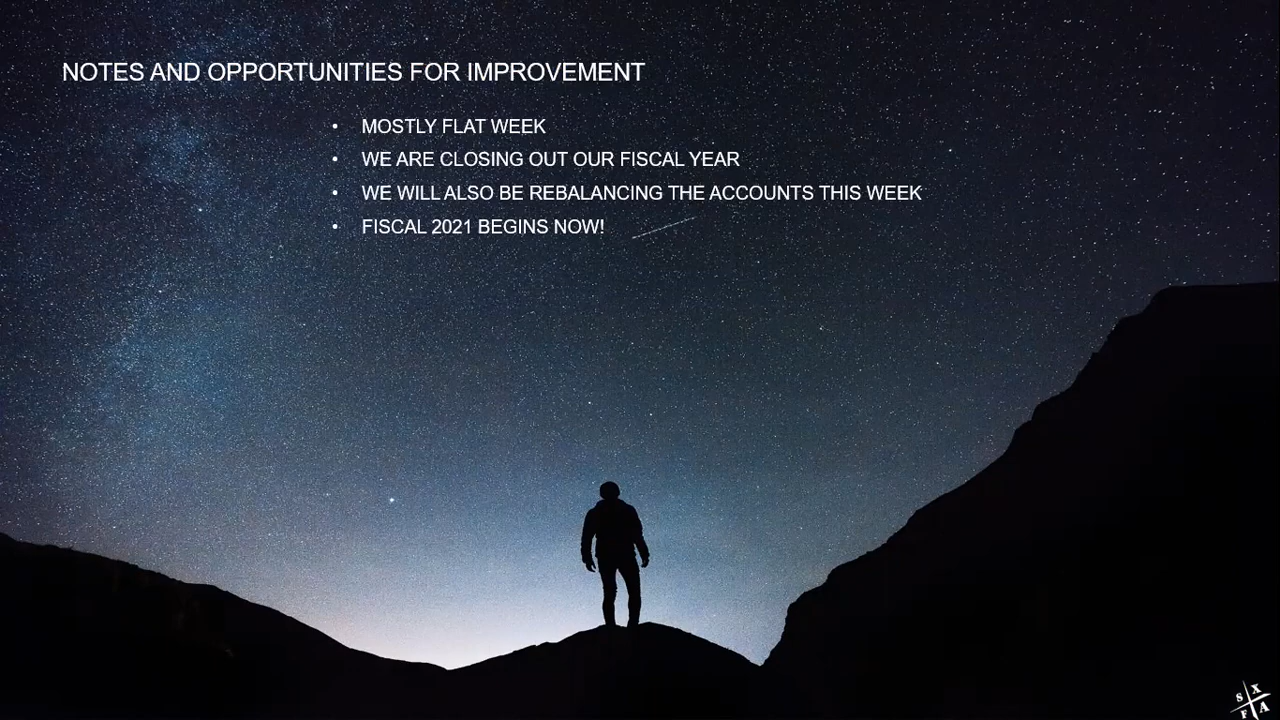 NOTES AND OPPORTUNITIES FOR IMPROVEMENT
• MOSTLY FLAT WEEK
• WE ARE CLOSING OUT OUR FISCAL YEAR
• WE WILL ALSO BE REBALANCING THE ACCOUNTS THIS WEEK
• FISCAL 2021 BEGINS NOW!
S X
F A